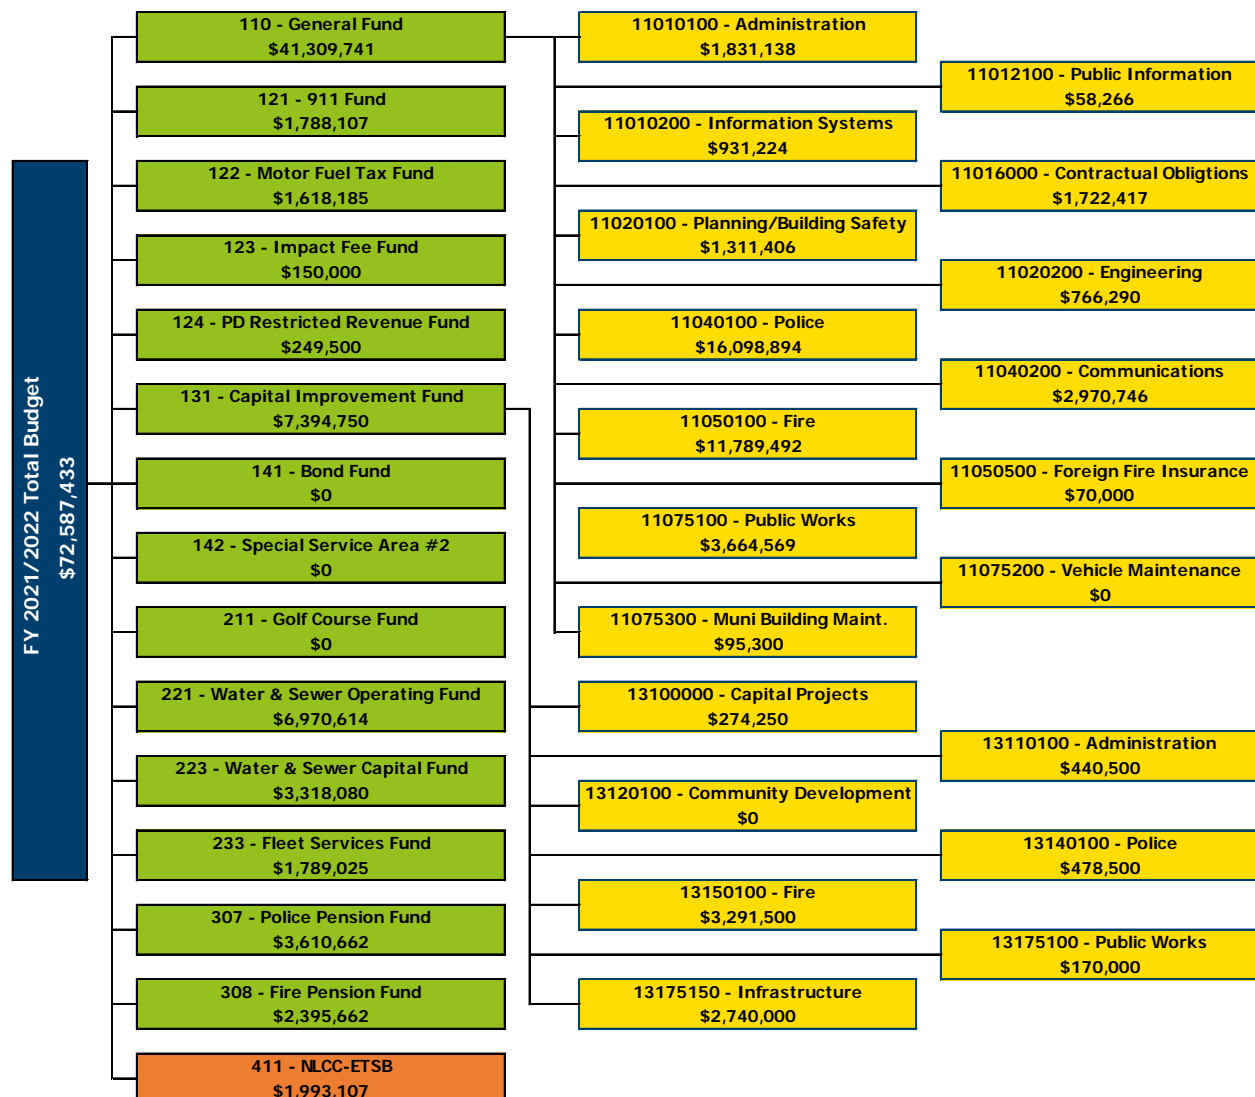 FY 2021/2022 Total Budget
$72,587,433
110 - General Fund
$41,309,741
121 - 911 Fund
$1,788,107
122 - Motor Fuel Tax Fund
$1,618,185
123 - Impact Fee Fund
$150,000
124 - PD Restricted Revenue Fund
$249,500
131 - Capital Improvement Fund
$7,394,750
141 - Bond Fund
$0
142 - Special Service Area #2
$0
211 - Golf Course Fund
$0
221 - Water & Sewer Operating Fund
$6,970,614
223 - Water & Sewer Capital Fund
$3,318,080
233 - Fleet Services Fund
$1,789,025
307 - Police Pension Fund
$3,610,662
308 - Fire Pension Fund
$2,395,662
411 - NLCC-ETSB
$1,993,107
11010100 - Administration
$1,831,138
11012100 - Public Information
$58,266
11010200 - Information Systems
$931,224
11016000 - Contractual Obligtions
$1,722,417
11020100 - Planning/Building Safety
$1,311,406
11020200 - Engineering
$766,290
11040100 - Police
$16,098,894
11040200 - Communications
$2,970,746
11050100 - Fire
$11,789,492
11050500 - Foreign Fire Insurance
$70,000
11075100 - Public Works
$3,664,569
11075200 - Vehicle Maintenance
$0
11075300 - Muni Building Maint.
$95,300
13100000 - Capital Projects
$274,250
13110100 - Administration
$440,500
13120100 - Community Development
$0
13140100 - Police
$478,500
13150100 - Fire
$3,291,500
13175100 - Public Works
$170,000
13175150 - Infrastructure
$2,740,000